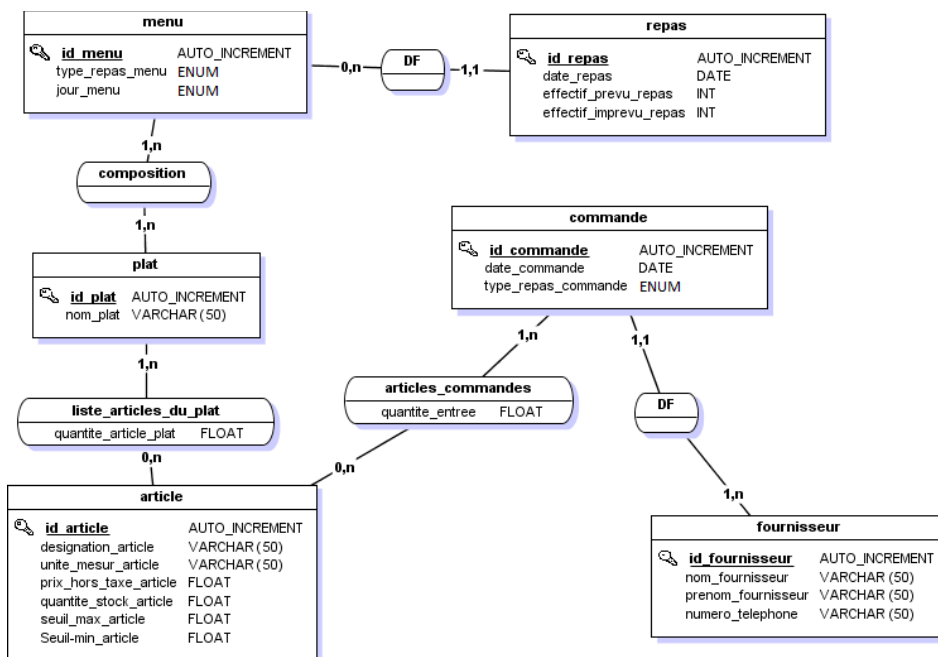 menu
id_menu AUTO_INCREMENT
type_repas_menu ENUM
jour_menu ENUM
0,n
DF
1,1
repas
id_repas AUTO_INCREMENT
date_repas DATE
effectif_prevu_repas INT
effectif_imprevu_repas INT
1,n
composition
1,n
plat
id_plat AUTO_INCREMENT
nom_plat VARCHAR (50)
1,n
liste_articles_du_plat
quantite_article_plat FLOAT
0,n
commande
id_commande AUTO_INCREMENT
date_commande DATE
type_repas_commande ENUM
1,n
1,1
articles_commandes
quantite_entree FLOAT
0,n
DF
1,n
article
id_article AUTO_INCREMENT
designation_article VARCHAR (50)
unite_mesur_article VARCHAR (50)
prix_hors_taxe_article FLOAT
quantite_stock_article FLOAT
seuil_max_article FLOAT
Seuil-min_article FLOAT
fournisseur
id_fournisseur AUTO_INCREMENT
nom_fournisseur VARCHAR (50)
prenom_fournisseur VARCHAR (50)
numero_telephone VARCHAR (50)